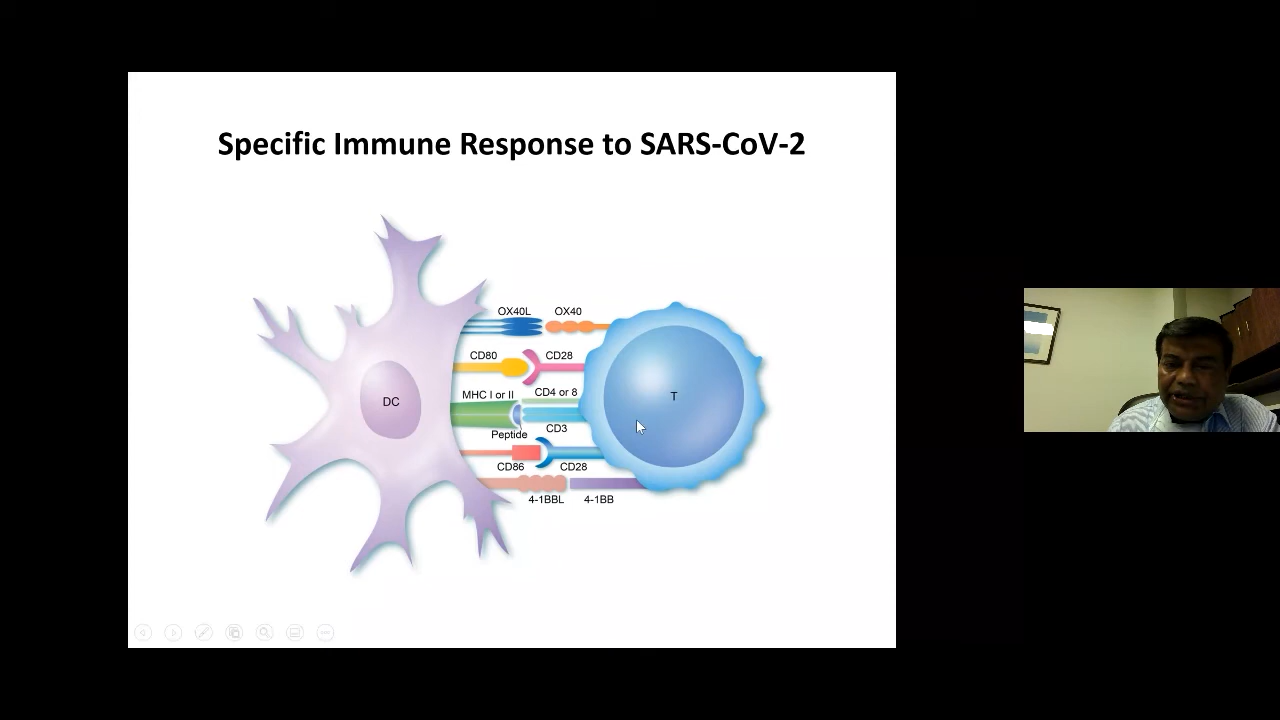 Specific Immune Response to SARS-CoV-2
OX40L OX40
CD80 CD28
MHC I or II CD4 or 8
DC T
CD3
Peptide
CD86 CD28
4-1BBL 4-1BB